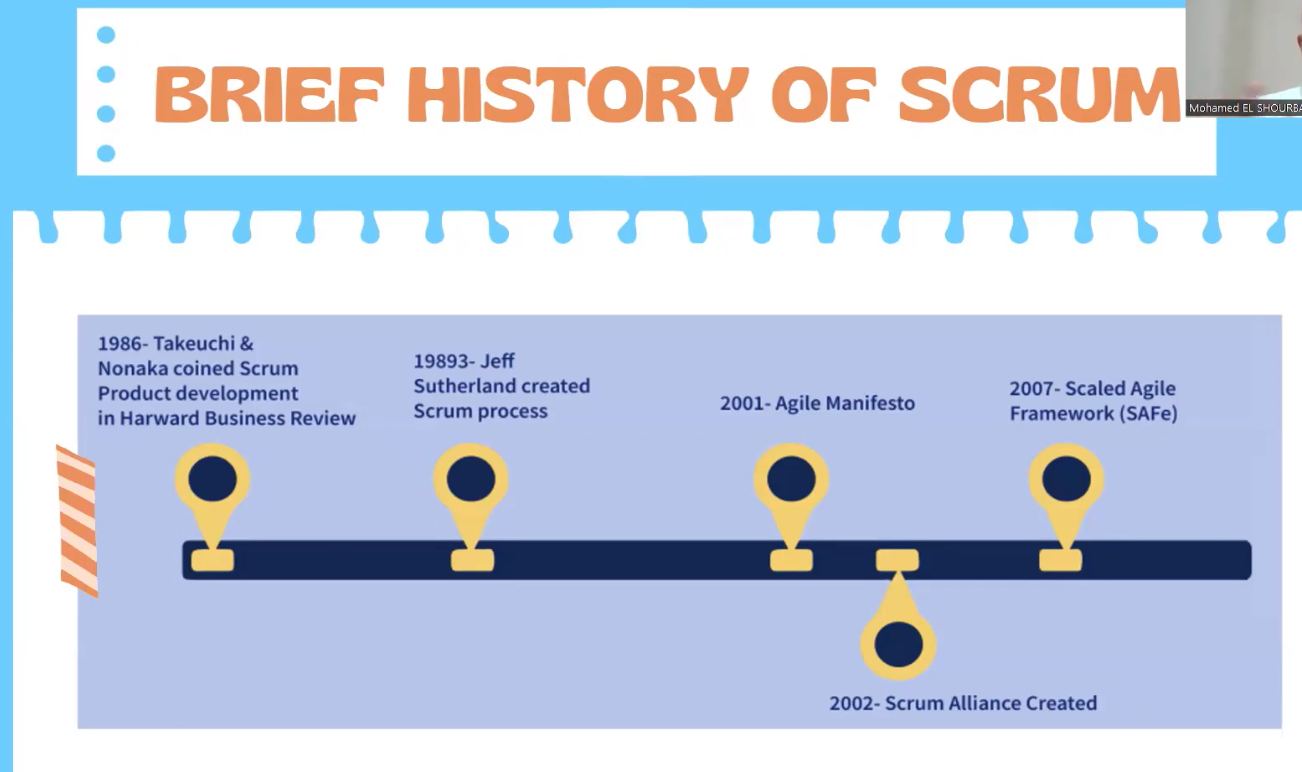 BRIEF HISTORY OF SCRUM
Mohamed EL SHOURBA
1986- Takeuchi &
Nonaka coined Scrum
Product development
in Harward Business Review
19893- Jeff
Sutherland created
Scrum process
2001- Agile Manifesto
2007- Scaled Agile
Framework (SAFe)
2002- Scrum Alliance Created